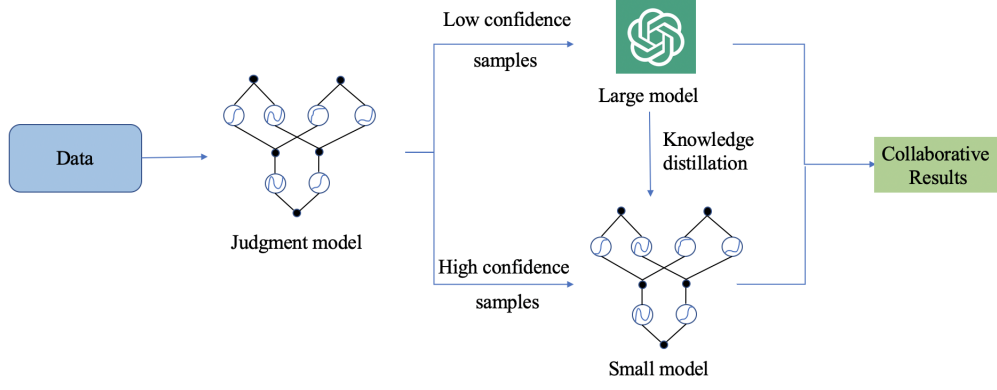 Low confidence
samples
Large model
Data
Knowledge
distillation
Collaborative
Results
Judgment model
High confidence
samples
Small model